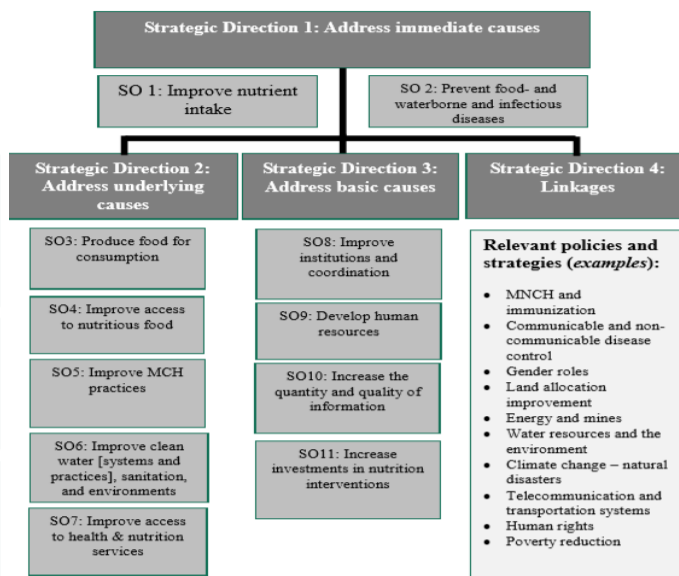 Strategic Direction 1: Address immediate causes
SO 1: Improve nutrient
intake
SO 2: Prevent food- and
waterborne and infectious
diseases
Strategic Direction 2:
Address underlying
causes
SO3: Produce food for
consumption
SO4: Improve access
to nutritious food
SO5: Improve MCH
practices
SO6: Improve clean
water [systems and
practices], sanitation,
and environments
SO7: Improve access
to health & nutrition
services
Strategic Direction 3:
Address basic causes
SO8: Improve
institutions and
coordination
SO9: Develop human
resources
SO10: Increase the
quantity and quality of
information
SO11: Increase
investments in nutrition
interventions
Strategic Direction 4:
Linkages
Relevant policies and
strategies (examples):
• MNCH and
immunization
• Communicable and non-
communicable disease
control
• Gender roles
• Land allocation
improvement
• Energy and mines
• Water resources and the
environment
• Climate change – natural
disasters
• Telecommunication and
transportation systems
• Human rights
• Poverty reduction